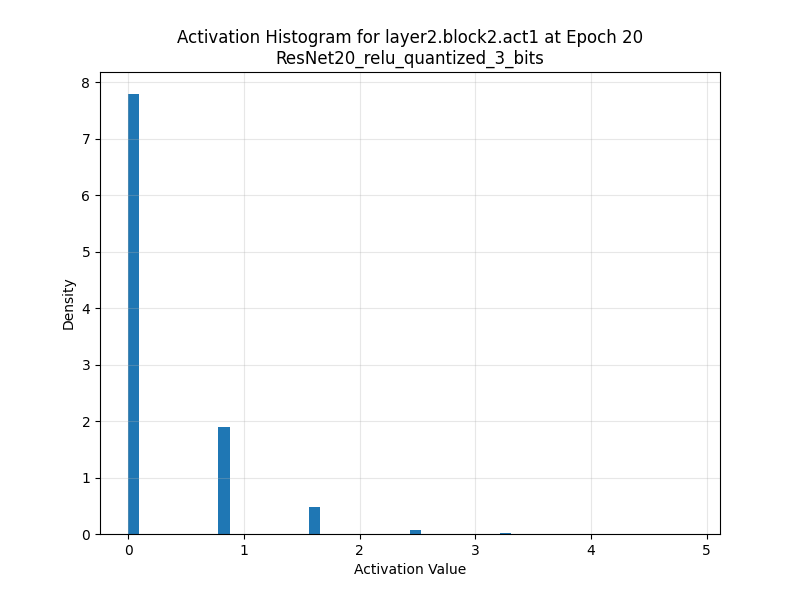 Activation Histogram for layer2.block2.act1 at Epoch 20
ResNet20_relu_quantized_3_bits
8
7
6
5
4
3
2
1
0
Density
0 1 2 3 4 5
Activation Value